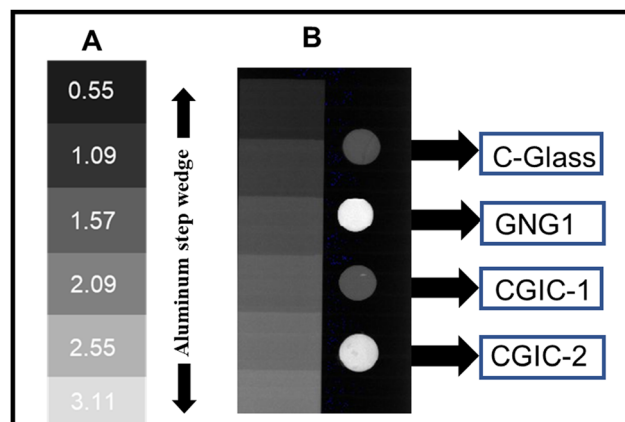 A
B
0.55
1.09
1.57
2.09
2.55
3.11
Aluminum step wedge
C-Glass
GNG1
CGIC-1
CGIC-2